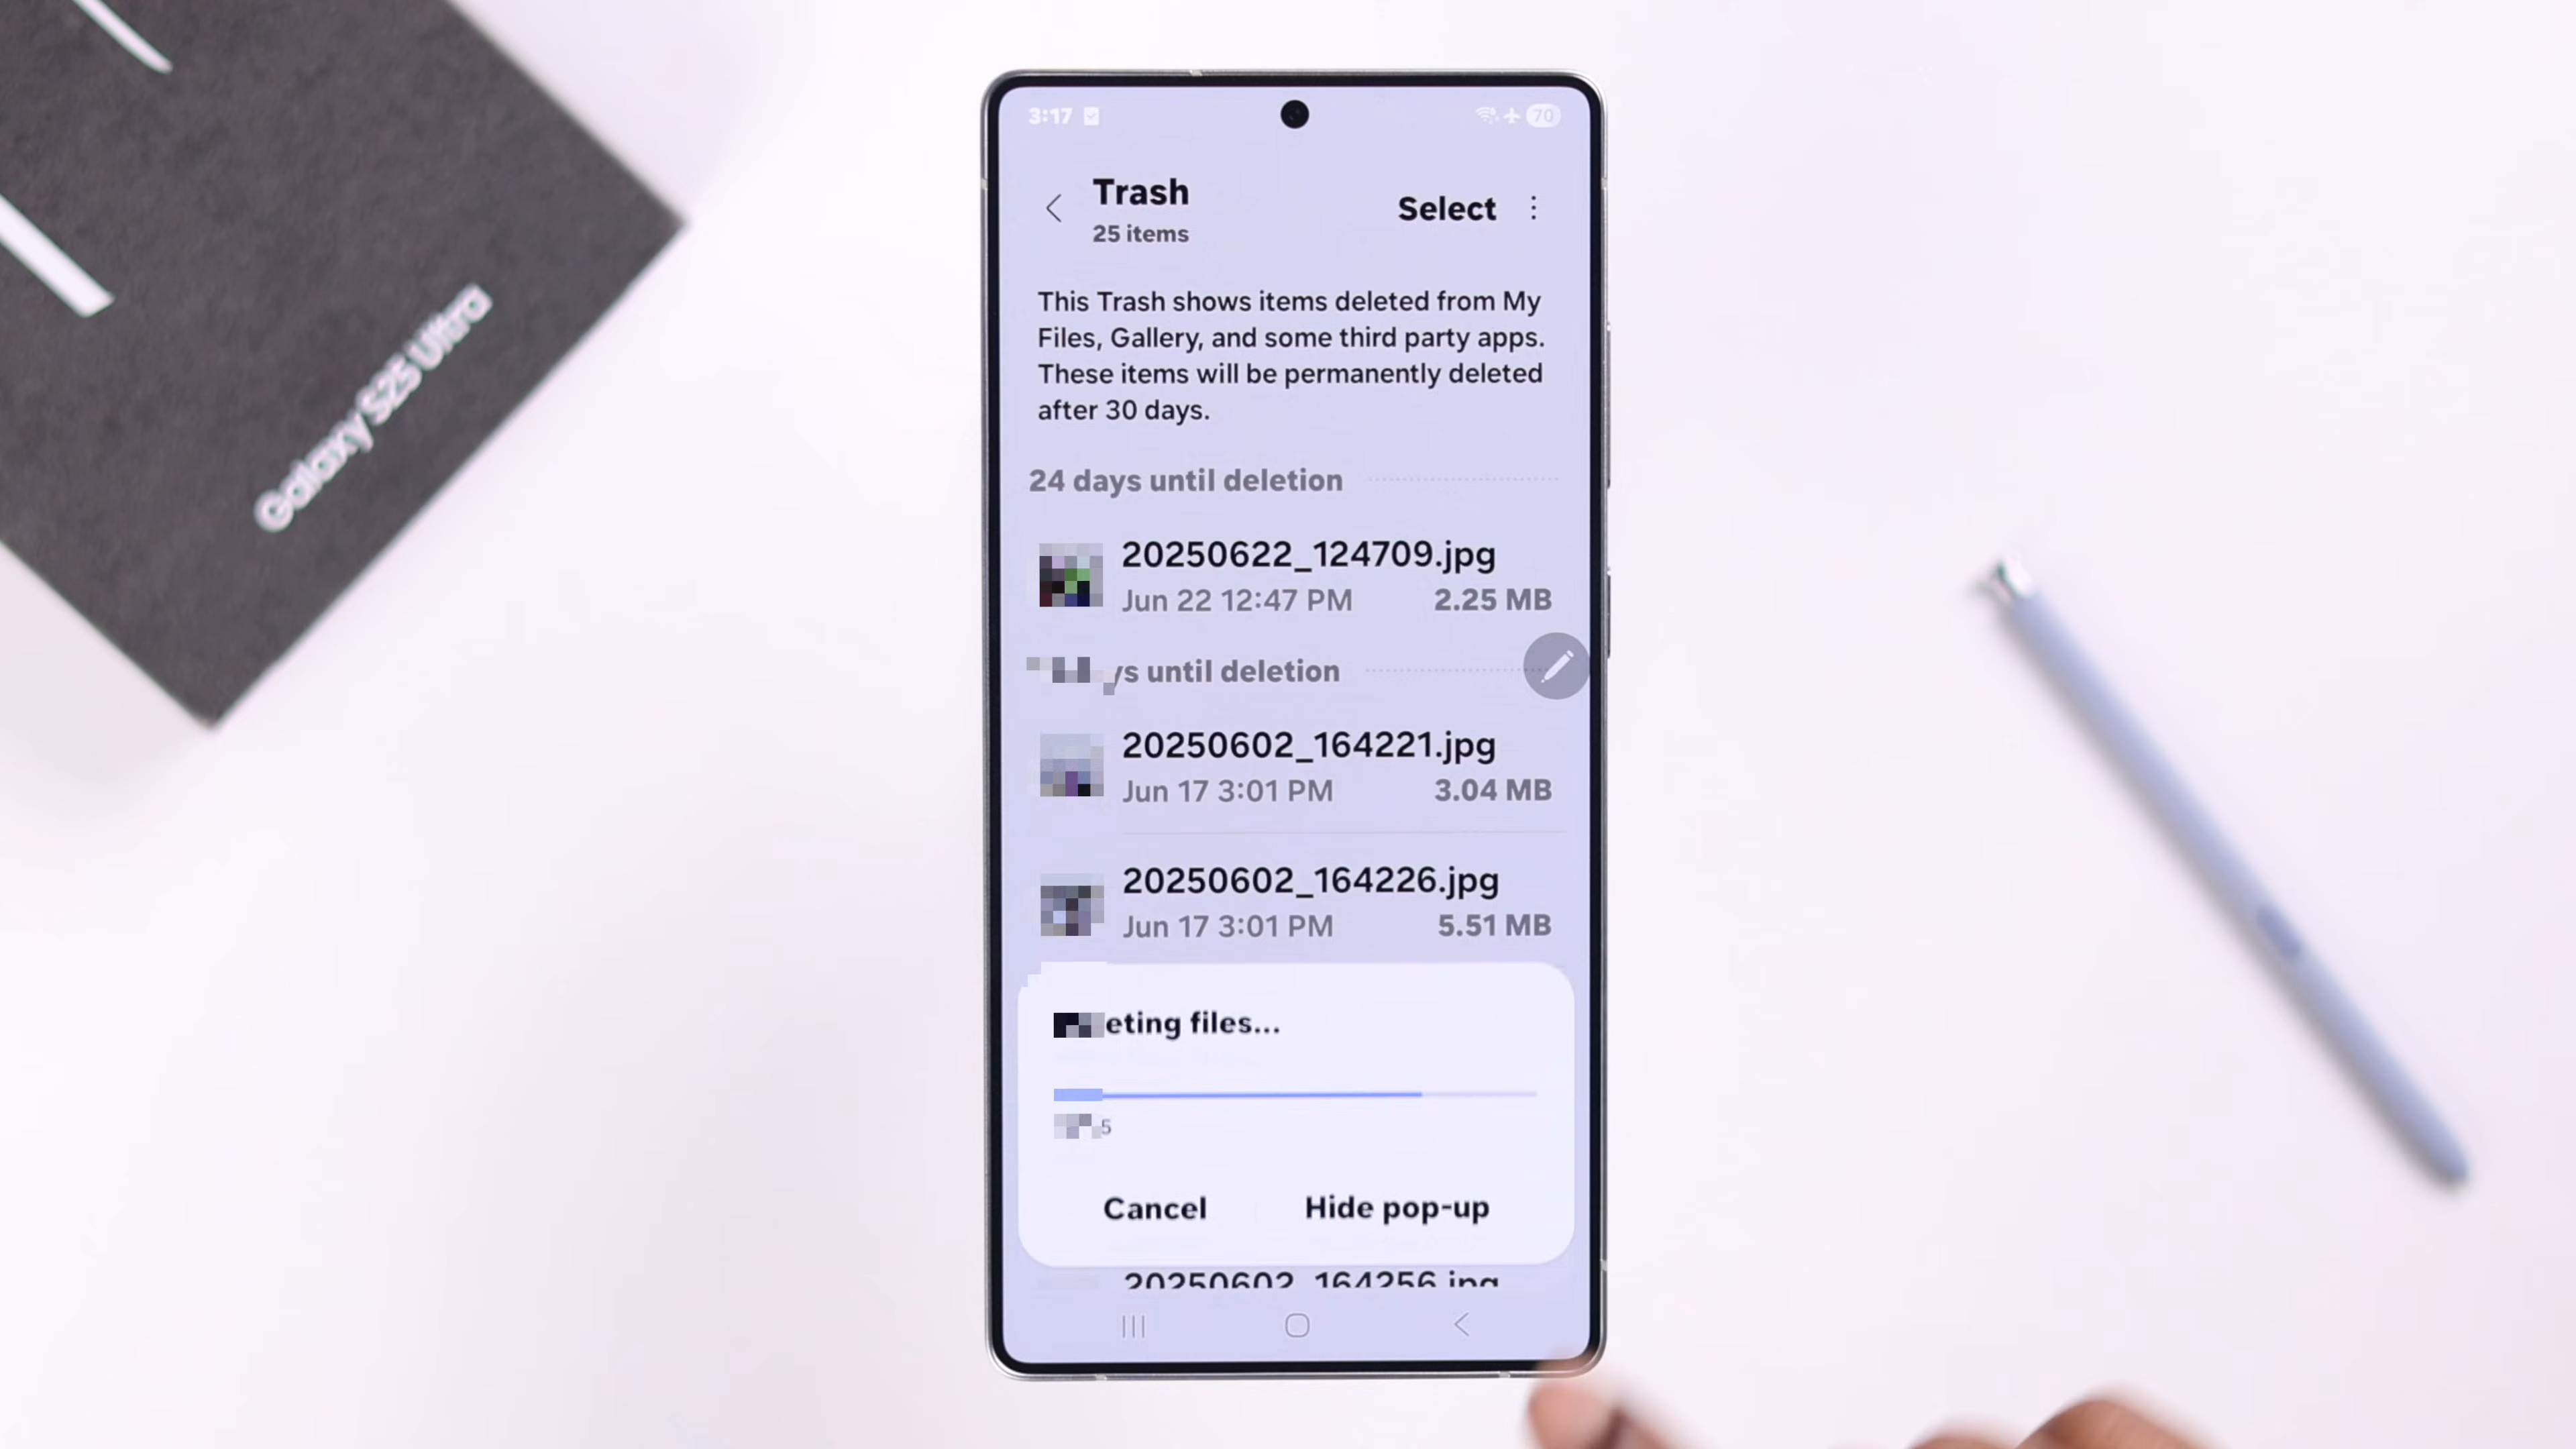 Galaxy S25 Ultra
3:17
70
Trash
25 items
Select
This Trash shows items deleted from My
Files, Gallery, and some third party apps.
These items will be permanently deleted
after 30 days.
24 days until deletion
20250622_124709.jpg
Jun 22 12:47 PM 2.25 MB
until deletion
20250602_164221.jpg
Jun 17 3:01 PM 3.04 MB
20250602_164226.jpg
Jun 17 3:01 PM 5.51 MB
files...
Cancel Hide pop-up
20250602_164256.jpg